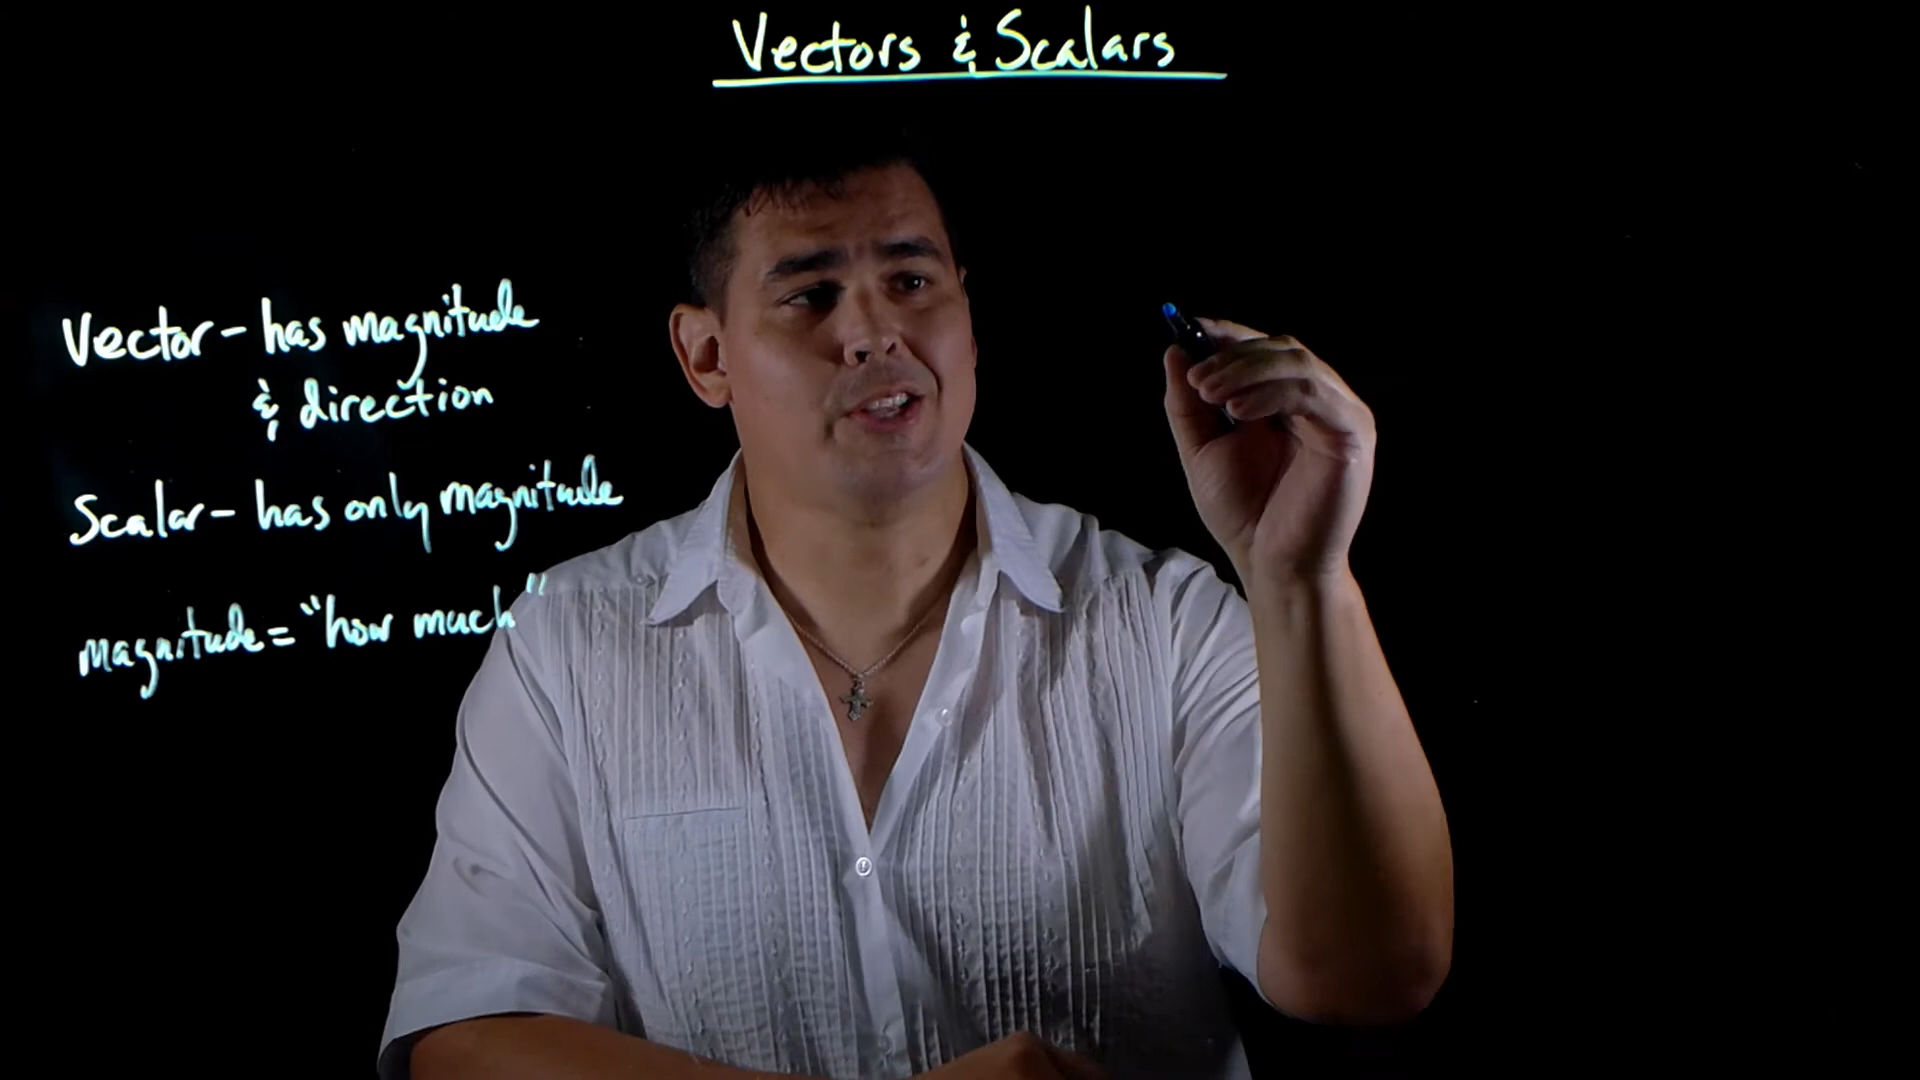 Vectors & Scalars
Vector - has magnitude
& direction
Scalar - has only magnitude
magnitude = "how much"